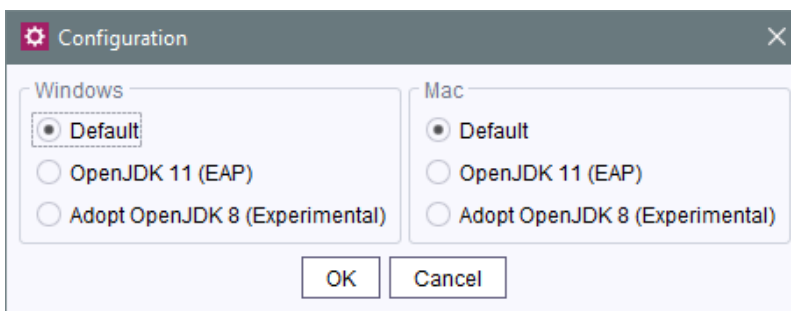 Configuration
Windows
Default
OpenJDK 11 (EAP)
Adopt OpenJDK 8 (Experimental)
Mac
Default
OpenJDK 11 (EAP)
Adopt OpenJDK 8 (Experimental)
OK
Cancel